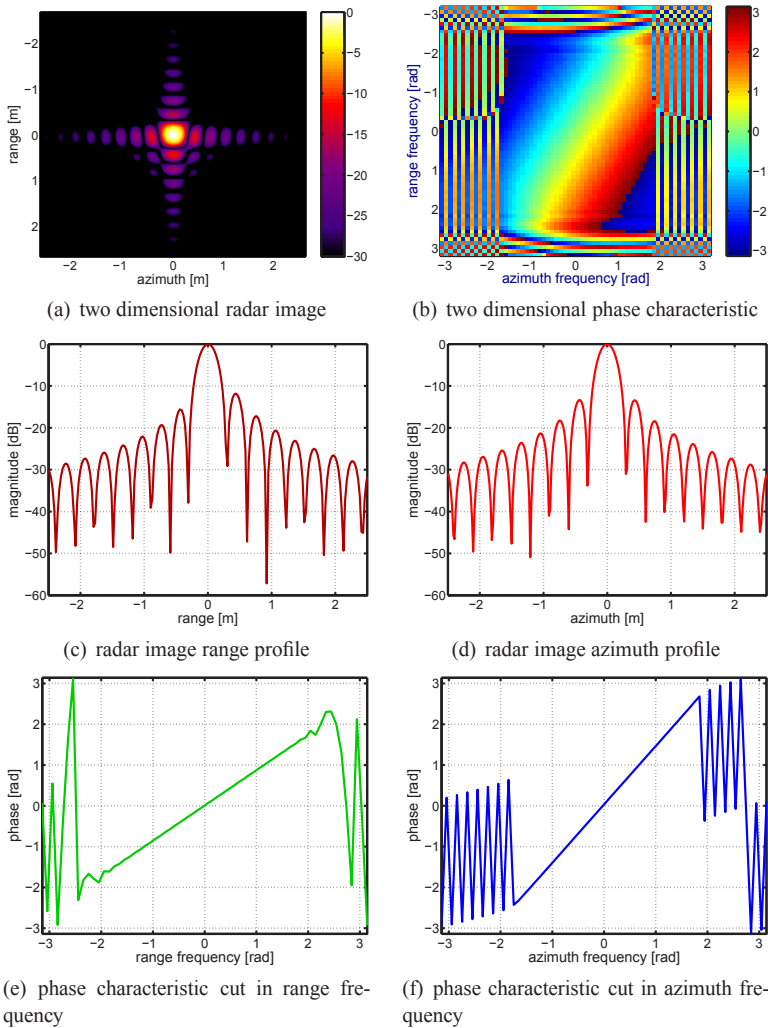 −2
−1
0
1
2
range [m]
−2 −1 0 1 2
azimuth [m]
0
−5
−10
−15
−20
−25
−30
(a) two dimensional radar image
−3
−2
−1
0
1
2
3
range frequency [rad]
−3 −2 −1 0 1 2 3
azimuth frequency [rad]
3
2
1
0
−1
−2
−3
(b) two dimensional phase characteristic
0
−10
−20
−30
−40
−50
−60
magnitude [dB]
−2 −1 0 1 2
range [m]
(c) radar image range profile
0
−10
−20
−30
−40
−50
−60
magnitude [dB]
−2 −1 0 1 2
azimuth [m]
(d) radar image azimuth profile
3
2
1
0
−1
−2
−3
phase [rad]
−3 −2 −1 0 1 2 3
range frequency [rad]
(e) phase characteristic cut in range fre-
quency
3
2
1
0
−1
−2
−3
phase [rad]
−3 −2 −1 0 1 2 3
azimuth frequency [rad]
(f) phase characteristic cut in azimuth fre-
quency